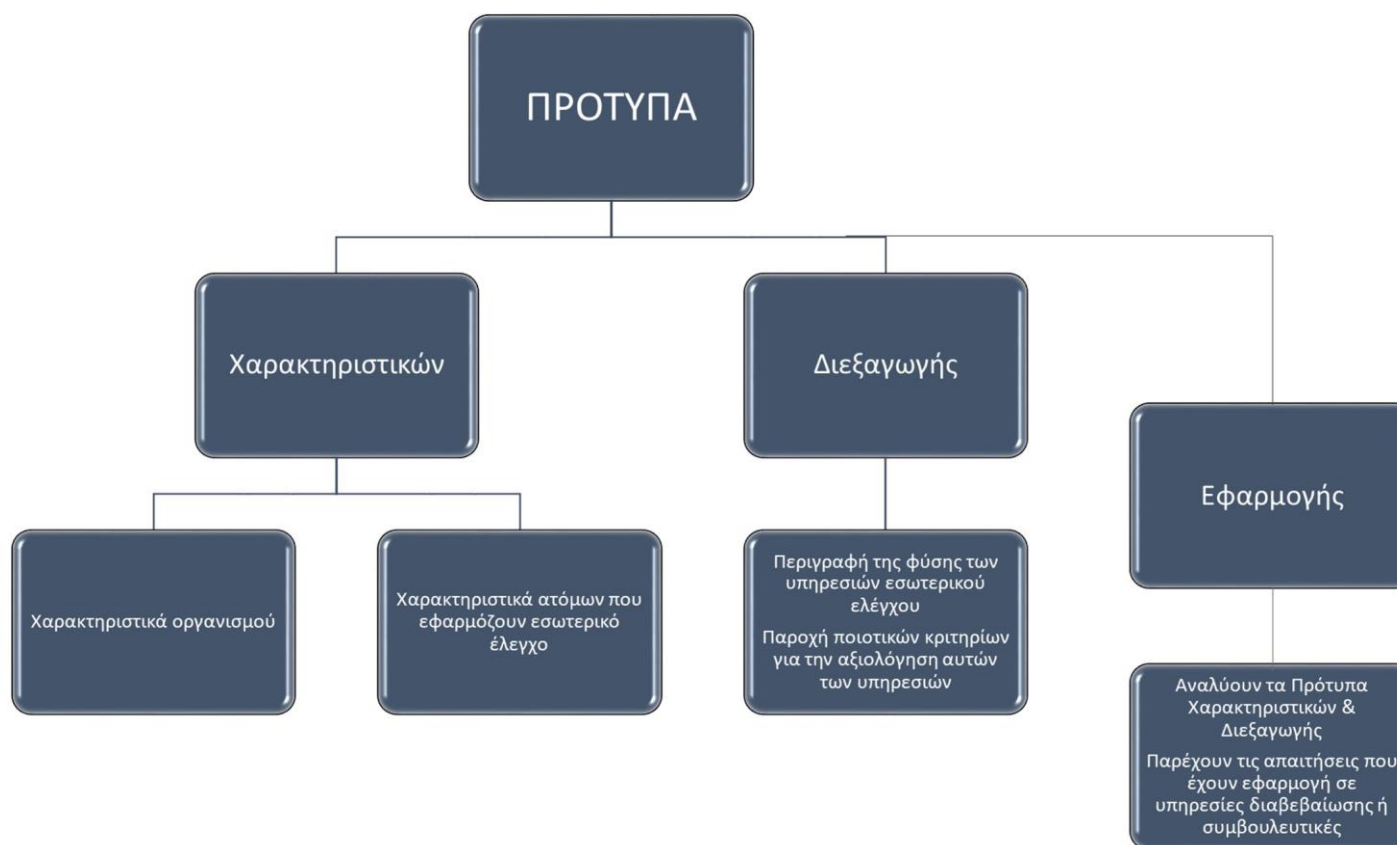 ΠΡΟΤΥΠΑ
Χαρακτηριστικών
Διεξαγωγής
Εφαρμογής
Χαρακτηριστικά οργανισμού
Χαρακτηριστικά ατόμων που
εφαρμόζουν εσωτερικό
έλεγχο
Περιγραφή της φύσης των
υπηρεσιών εσωτερικού
ελέγχου
Παροχή ποιοτικών κριτηρίων
για την αξιολόγηση αυτών
των υπηρεσιών
Αναλύουν τα Πρότυπα
Χαρακτηριστικών &
Διεξαγωγής
Παρέχουν τις απαιτήσεις που
έχουν εφαρμογή σε
υπηρεσίες διαβεβαίωσης ή
συμβουλευτικές